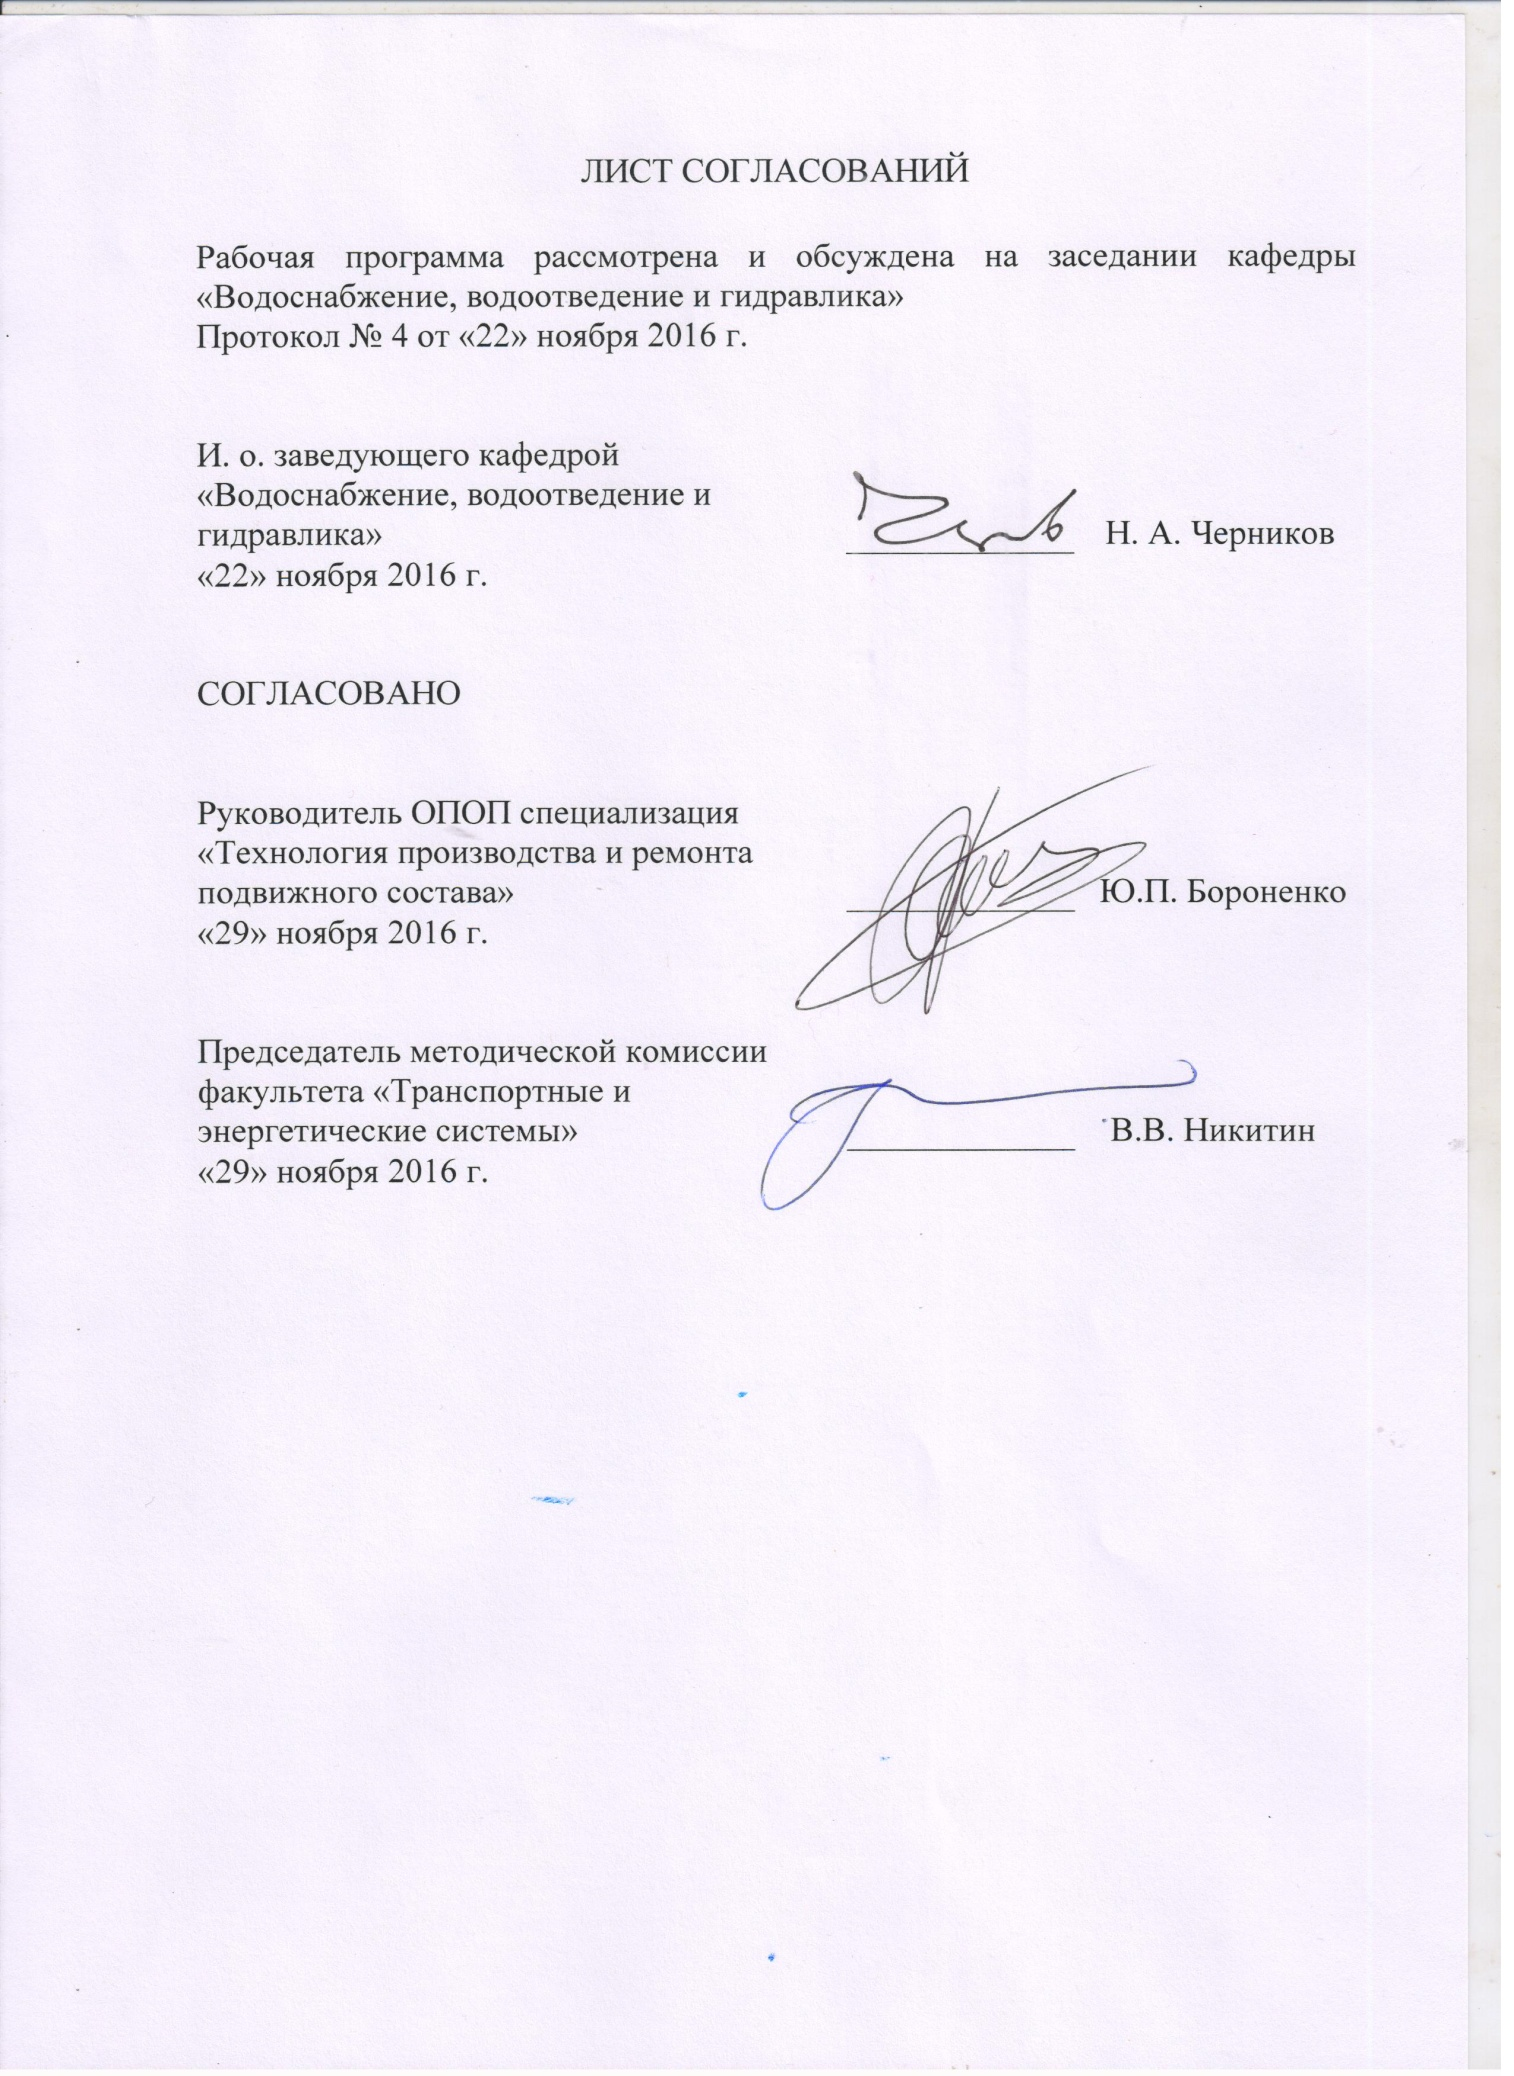 ЛИСТ СОГЛАСОВАНИЙ
Рабочая программа рассмотрена и обсуждена на заседании кафедры
«Водоснабжение, водоотведение и гидравлика»
Протокол № 4 от «22» ноября 2016 г.
И. о. заведующего кафедрой
«Водоснабжение, водоотведение и
гидравлика» Н. А. Черников
«22» ноября 2016 г.
СОГЛАСОВАНО
Руководитель ОПОП специализация
«Технология производства и ремонта
подвижного состава» Ю.П. Бороненко
«29» ноября 2016 г.
Председатель методической комиссии
факультета «Транспортные и
энергетические системы» В.В. Никитин
«29» ноября 2016 г.